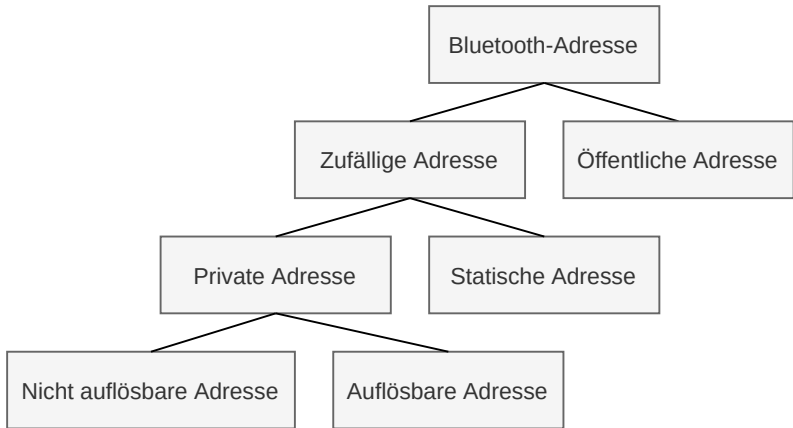 Bluetooth-Adresse
Zufällige Adresse
Öffentliche Adresse
Private Adresse
Statische Adresse
Nicht auflösbare Adresse
Auflösbare Adresse